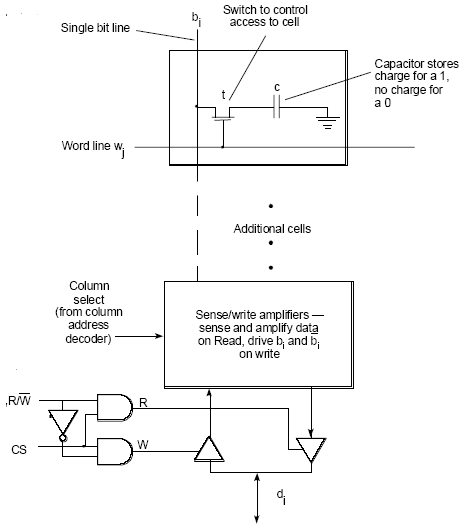 b i
Single bit line
Switch to control
access to cell
Capacitor stores
charge for a 1,
no charge for
a 0
t
c
Word line w j
Additional cells
Column
select
(from column
address
decoder)
Sense/write amplifiers —
sense and amplify data
on Read, drive b i and b̅ i
on write
,R/W̅
R
CS
W
d i